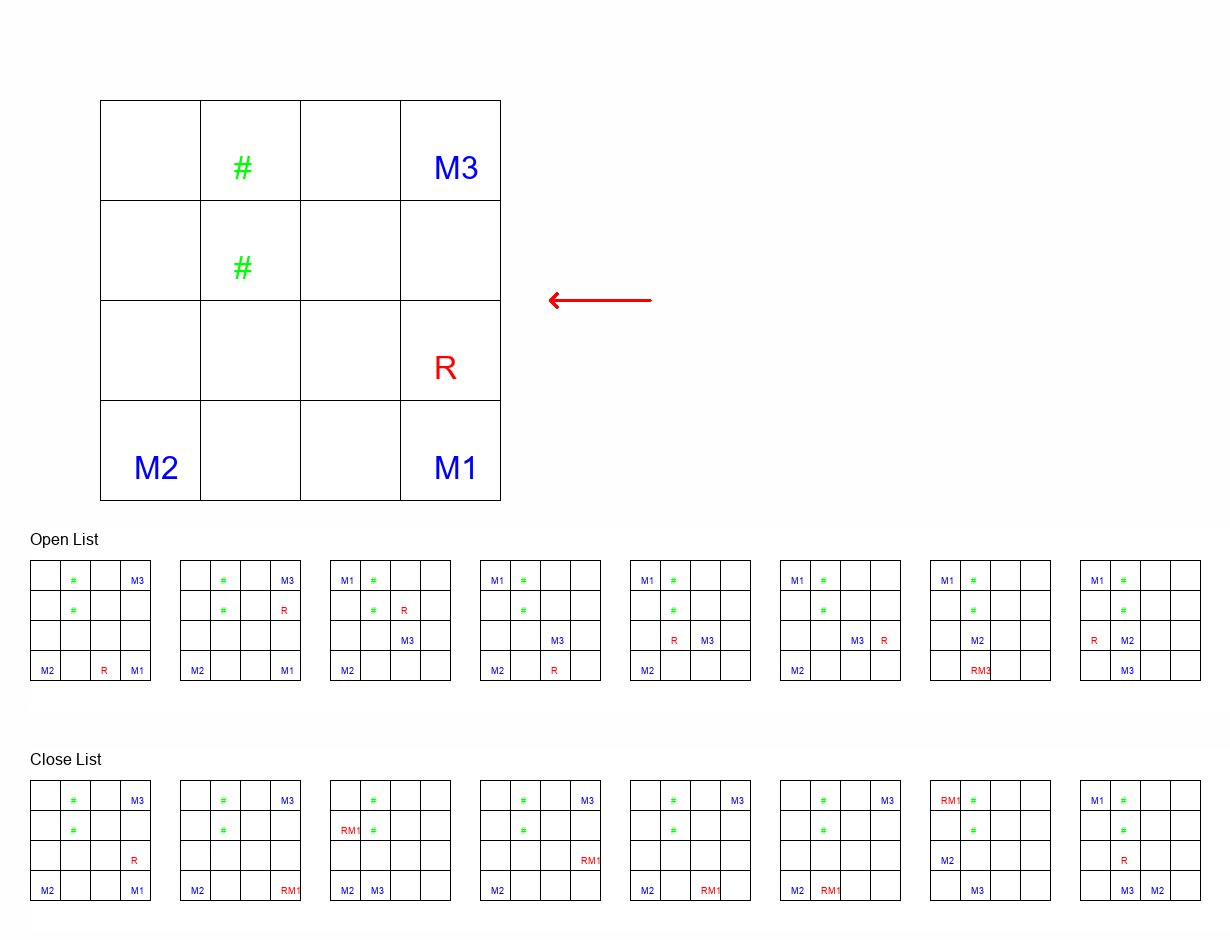 # M3
#
R
M2 M1
Open List
# M3 # M3 M1 # M1 # M1 # M1 # M1 # M1 #
# # R # R # # # # #
M3 M3 R M3 M3 R M2 R M2
M2 R M1 M2 M1 M2 M2 R M2 M2 RM3 M3
Close List
# M3 # M3 # # M3 # M3 # M3 RM1 # M1 #
# # RM1 # # # # # #
R RM1 M2 R
M2 M1 M2 RM1 M2 M3 M2 M2 RM1 M2 RM1 M3 M3 M2